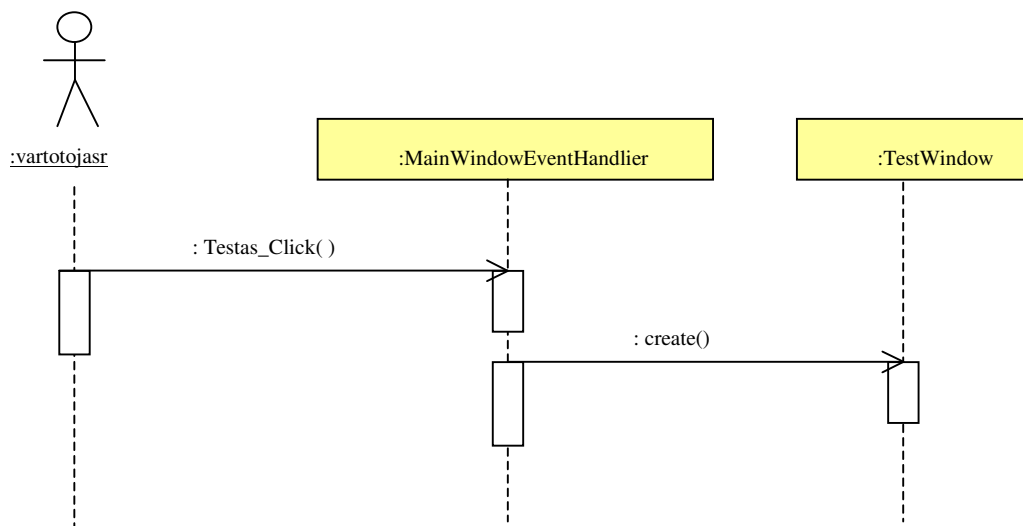 :vartotojasr
:MainWindowEventHandlier
:TestWindow
: Testas_Click( )
: create()